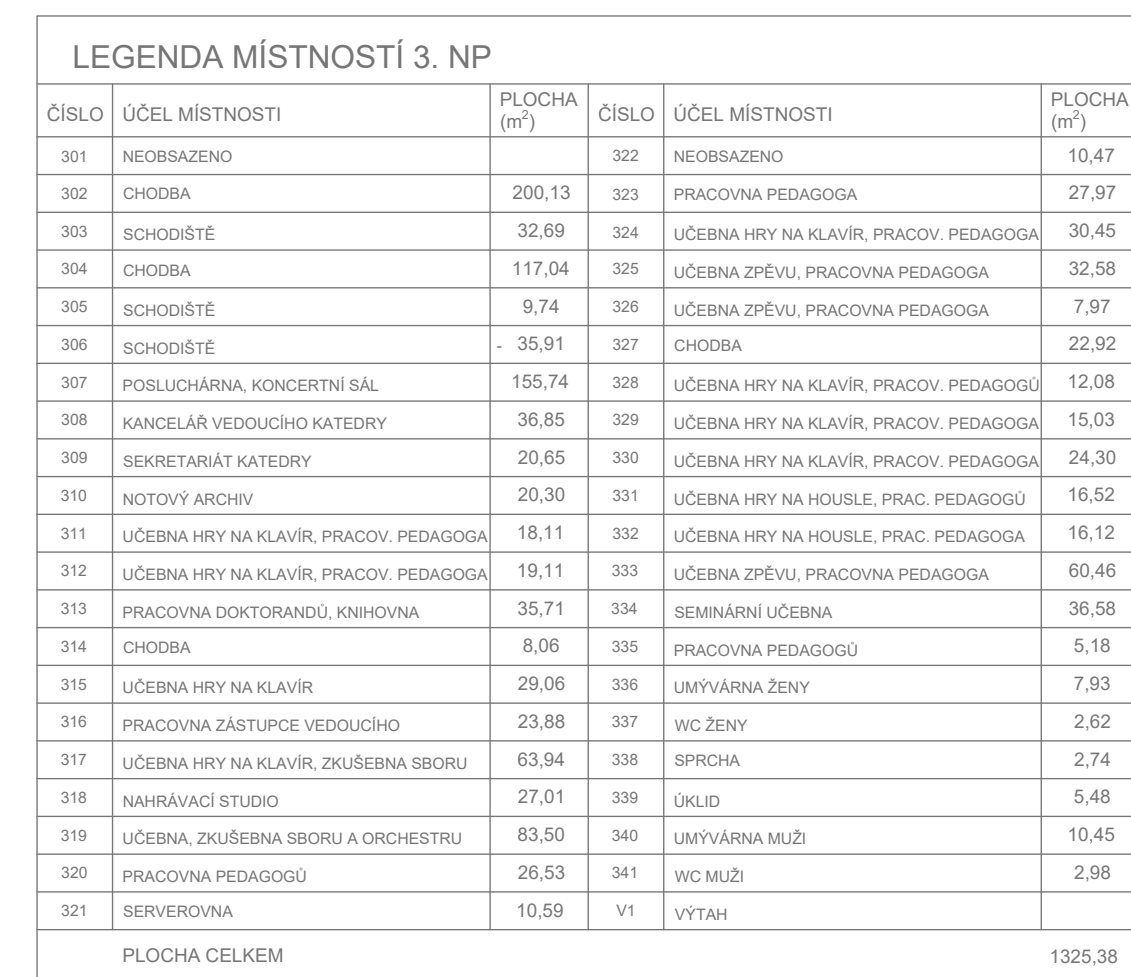 LEGENDA MÍSTNOSTÍ 3. NP
ČÍSLO ÚČEL MÍSTNOSTI PLOCHA (m²) ČÍSLO ÚČEL MÍSTNOSTI PLOCHA (m²)
301 NEOBSAZENO 322 NEOBSAZENO 10,47
302 CHODBA 200,13 323 PRACOVNA PEDAGOGA 27,97
303 SCHODIŠTĚ 32,69 324 UČEBNA HRY NA KLAVÍR, PRACOV. PEDAGOGA 30,45
304 CHODBA 117,04 325 UČEBNA ZPĚVU, PRACOVNA PEDAGOGA 32,58
305 SCHODIŠTĚ 9,74 326 UČEBNA ZPĚVU, PRACOVNA PEDAGOGA 7,97
306 SCHODIŠTĚ - 35,91 327 CHODBA 22,92
307 POSLUCHÁRNA, KONCERTNÍ SÁL 155,74 328 UČEBNA HRY NA KLAVÍR, PRACOV. PEDAGOGŮ 12,08
308 KANCELÁŘ VEDOUCÍHO KATEDRY 36,85 329 UČEBNA HRY NA KLAVÍR, PRACOV. PEDAGOGA 15,03
309 SEKRETARIÁT KATEDRY 20,65 330 UČEBNA HRY NA KLAVÍR, PRACOV. PEDAGOGA 24,30
310 NOTOVÝ ARCHIV 20,30 331 UČEBNA HRY NA HOUSLE, PRAC. PEDAGOGŮ 16,52
311 UČEBNA HRY NA KLAVÍR, PRACOV. PEDAGOGA 18,11 332 UČEBNA HRY NA HOUSLE, PRAC. PEDAGOGA 16,12
312 UČEBNA HRY NA KLAVÍR, PRACOV. PEDAGOGA 19,11 333 UČEBNA ZPĚVU, PRACOVNA PEDAGOGA 60,46
313 PRACOVNA DOKTORANDŮ, KNIHOVNA 35,71 334 SEMINÁRNÍ UČEBNA 36,58
314 CHODBA 8,06 335 PRACOVNA PEDAGOGŮ 5,18
315 UČEBNA HRY NA KLAVÍR 29,06 336 UMÝVÁRNA ŽENY 7,93
316 PRACOVNA ZÁSTUPCE VEDOUCÍHO 23,88 337 WC ŽENY 2,62
317 UČEBNA HRY NA KLAVÍR, ZKUŠEBNA SBORU 63,94 338 SPRCHA 2,74
318 NAHRÁVACÍ STUDIO 27,01 339 ÚKLID 5,48
319 UČEBNA, ZKUŠEBNA SBORU A ORCHESTRU 83,50 340 UMÝVÁRNA MUŽI 10,45
320 PRACOVNA PEDAGOGŮ 26,53 341 WC MUŽI 2,98
321 SERVEROVNA 10,59 V1 VÝTAH
PLOCHA CELKEM 1325,38